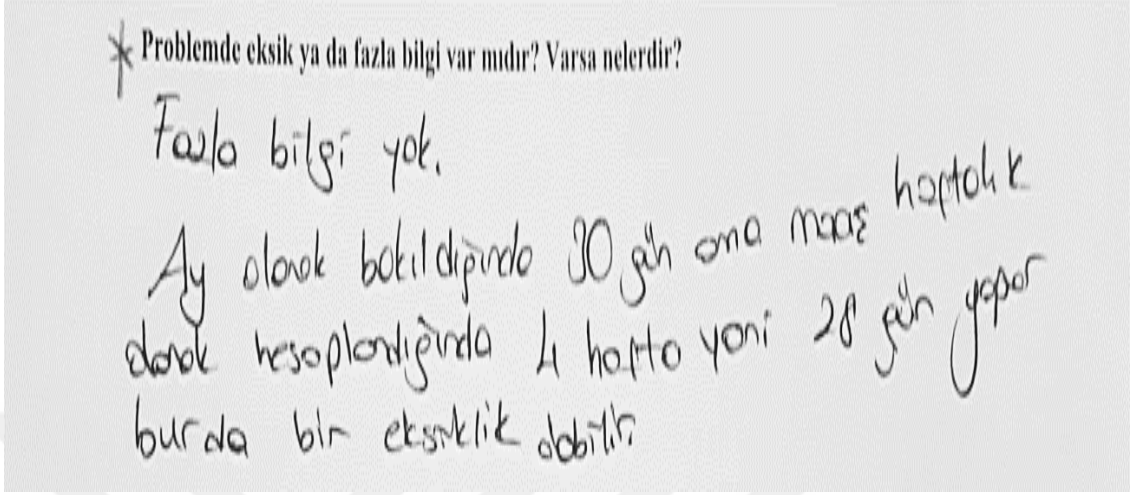 * Problemde eksik ya da fazla bilgi var mıdır? Varsa nelerdir?
Fazla bilgi yok.
Ay olarak bakıldığında 30 gün ama maaş haftalık
olarak hesaplandığında 4 hafta yani 28 gün yapar
burda bir eksiklik olabilir